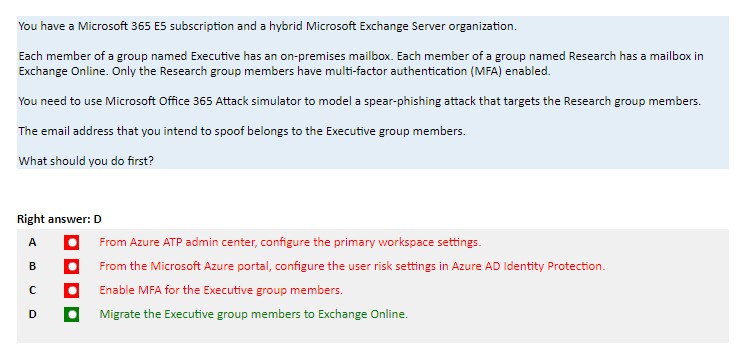 You have a Microsoft 365 E5 subscription and a hybrid Microsoft Exchange Server organization.
Each member of a group named Executive has an on-premises mailbox. Each member of a group named Research has a mailbox in
Exchange Online. Only the Research group members have multi-factor authentication (MFA) enabled.
You need to use Microsoft Office 365 Attack simulator to model a spear-phishing attack that targets the Research group members.
The email address that you intend to spoof belongs to the Executive group members.
What should you do first?
Right answer: D
A From Azure ATP admin center, configure the primary workspace settings.
B From the Microsoft Azure portal, configure the user risk settings in Azure AD Identity Protection.
C Enable MFA for the Executive group members.
D Migrate the Executive group members to Exchange Online.